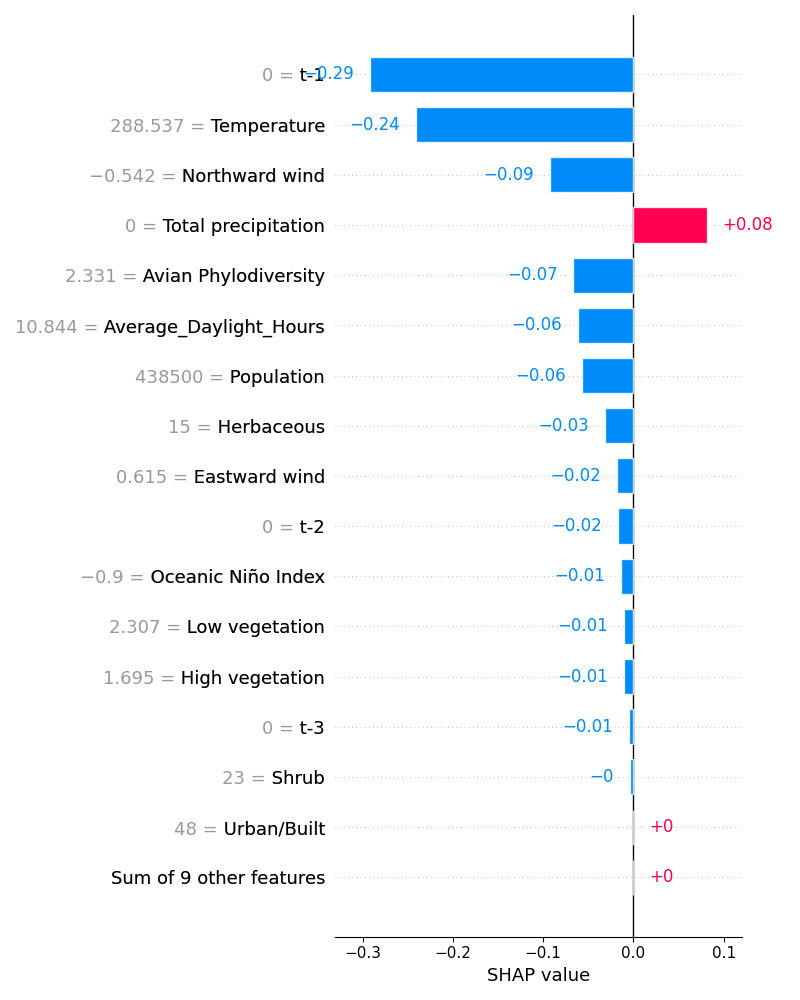 0 = t-1 −0.29
288.537 = Temperature −0.24
−0.542 = Northward wind −0.09
0 = Total precipitation +0.08
2.331 = Avian Phylodiversity −0.07
10.844 = Average_Daylight_Hours −0.06
438500 = Population −0.06
15 = Herbaceous −0.03
0.615 = Eastward wind −0.02
0 = t-2 −0.02
−0.9 = Oceanic Niño Index −0.01
2.307 = Low vegetation −0.01
1.695 = High vegetation −0.01
0 = t-3 −0.01
23 = Shrub −0
48 = Urban/Built +0
Sum of 9 other features +0
−0.3 −0.2 −0.1 0.0 0.1
SHAP value